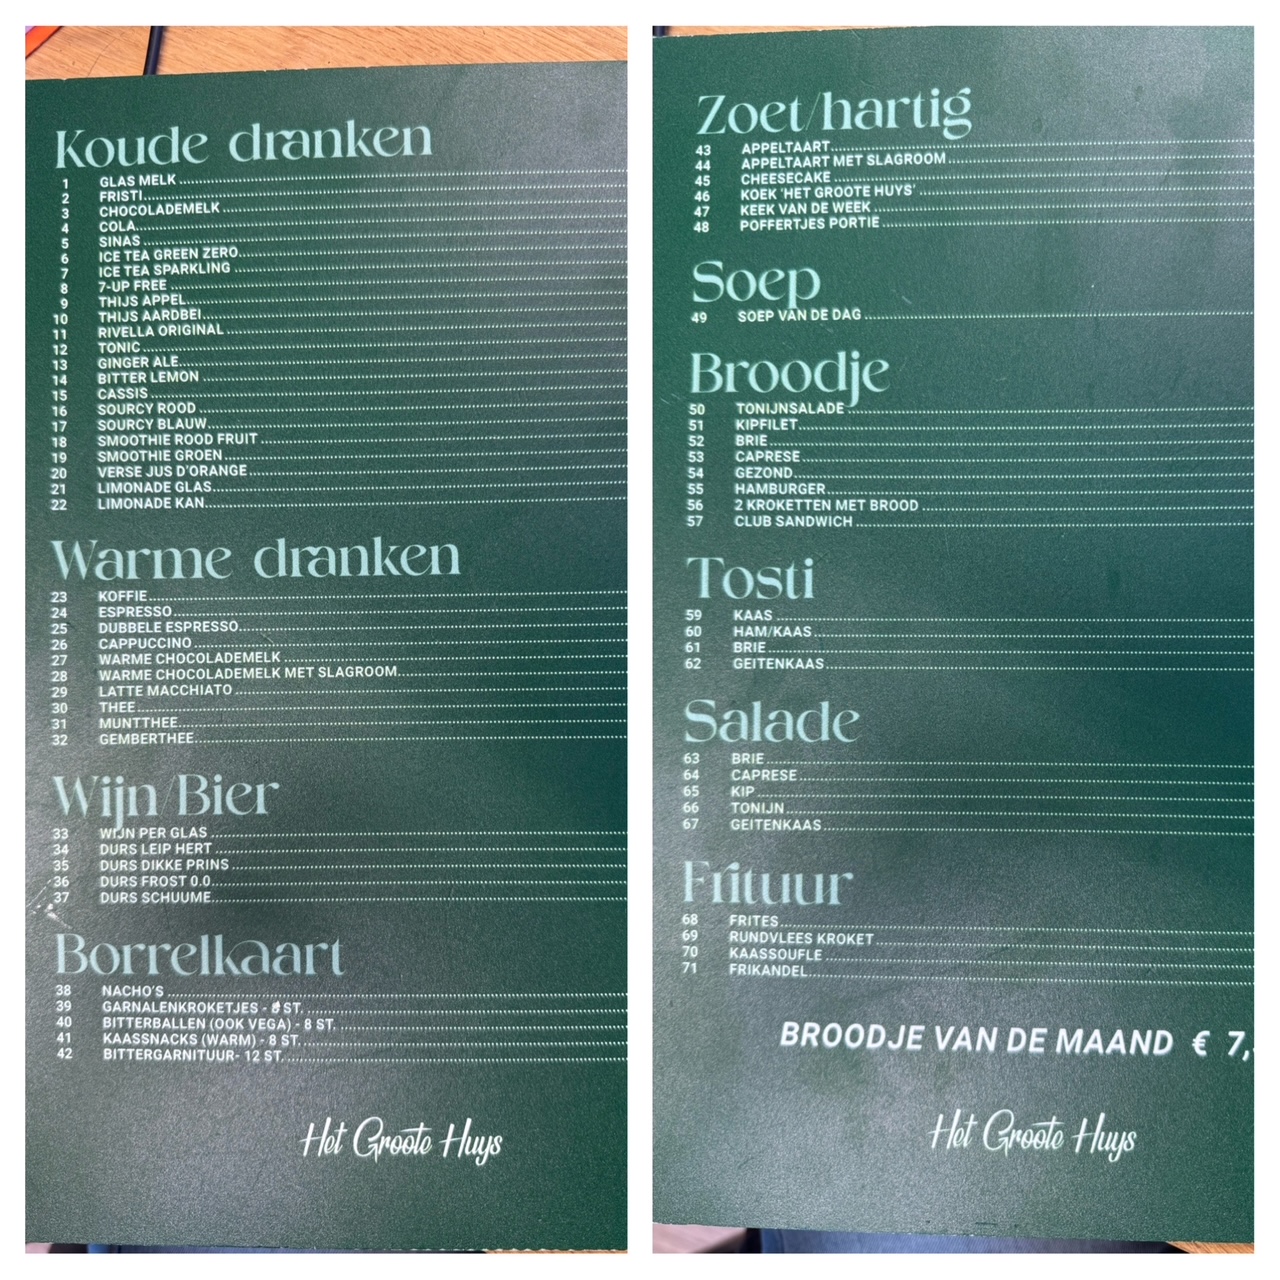 Koude dranken
1 GLAS MELK
2 FRISTI
3 CHOCOLADEMELK
4 COLA
5 SINAS
6 ICE TEA GREEN ZERO
7 ICE TEA SPARKLING
8 7-UP FREE
9 THIJS APPEL
10 THIJS AARDBEI
11 RIVELLA ORIGINAL
12 TONIC
13 GINGER ALE
14 BITTER LEMON
15 CASSIS
16 SOURCY ROOD
17 SOURCY BLAUW
18 SMOOTHIE ROOD FRUIT
19 SMOOTHIE GROEN
20 VERSE JUS D'ORANGE
21 LIMONADE GLAS
22 LIMONADE KAN
Warme dranken
23 KOFFIE
24 ESPRESSO
25 DUBBELE ESPRESSO
26 CAPPUCCINO
27 WARME CHOCOLADEMELK
28 WARME CHOCOLADEMELK MET SLAGROOM
29 LATTE MACCHIATO
30 THEE
31 MUNTTHEE
32 GEMBERTHEE
Wijn/Bier
33 WIJN PER GLAS
34 DURS LEIP HERT
35 DURS DIKKE PRINS
36 DURS FROST 0.0
37 DURS SCHUUME
Borrelkaart
38 NACHO'S
39 GARNALENKROKETJES - 8 ST.
40 BITTERBALLEN (OOK VEGA) - 8 ST.
41 KAASSNACKS (WARM) - 8 ST.
42 BITTERGARNITUUR- 12 ST.
Het Groote Huys
Zoet/hartig
43 APPELTAART
44 APPELTAART MET SLAGROOM
45 CHEESECAKE
46 KOEK 'HET GROOTE HUYS'
47 KEEK VAN DE WEEK
48 POFFERTJES PORTIE
Soep
49 SOEP VAN DE DAG
Broodje
50 TONIJNSALADE
51 KIPFILET
52 BRIE
53 CAPRESE
54 GEZOND
55 HAMBURGER
56 2 KROKETTEN MET BROOD
57 CLUB SANDWICH
Tosti
59 KAAS
60 HAM/KAAS
61 BRIE
62 GEITENKAAS
Salade
63 BRIE
64 CAPRESE
65 KIP
66 TONIJN
67 GEITENKAAS
Frituur
68 FRITES
69 RUNDVLEES KROKET
70 KAASSOUFLE
71 FRIKANDEL
BROODJE VAN DE MAAND € 7,
Het Groote Huys